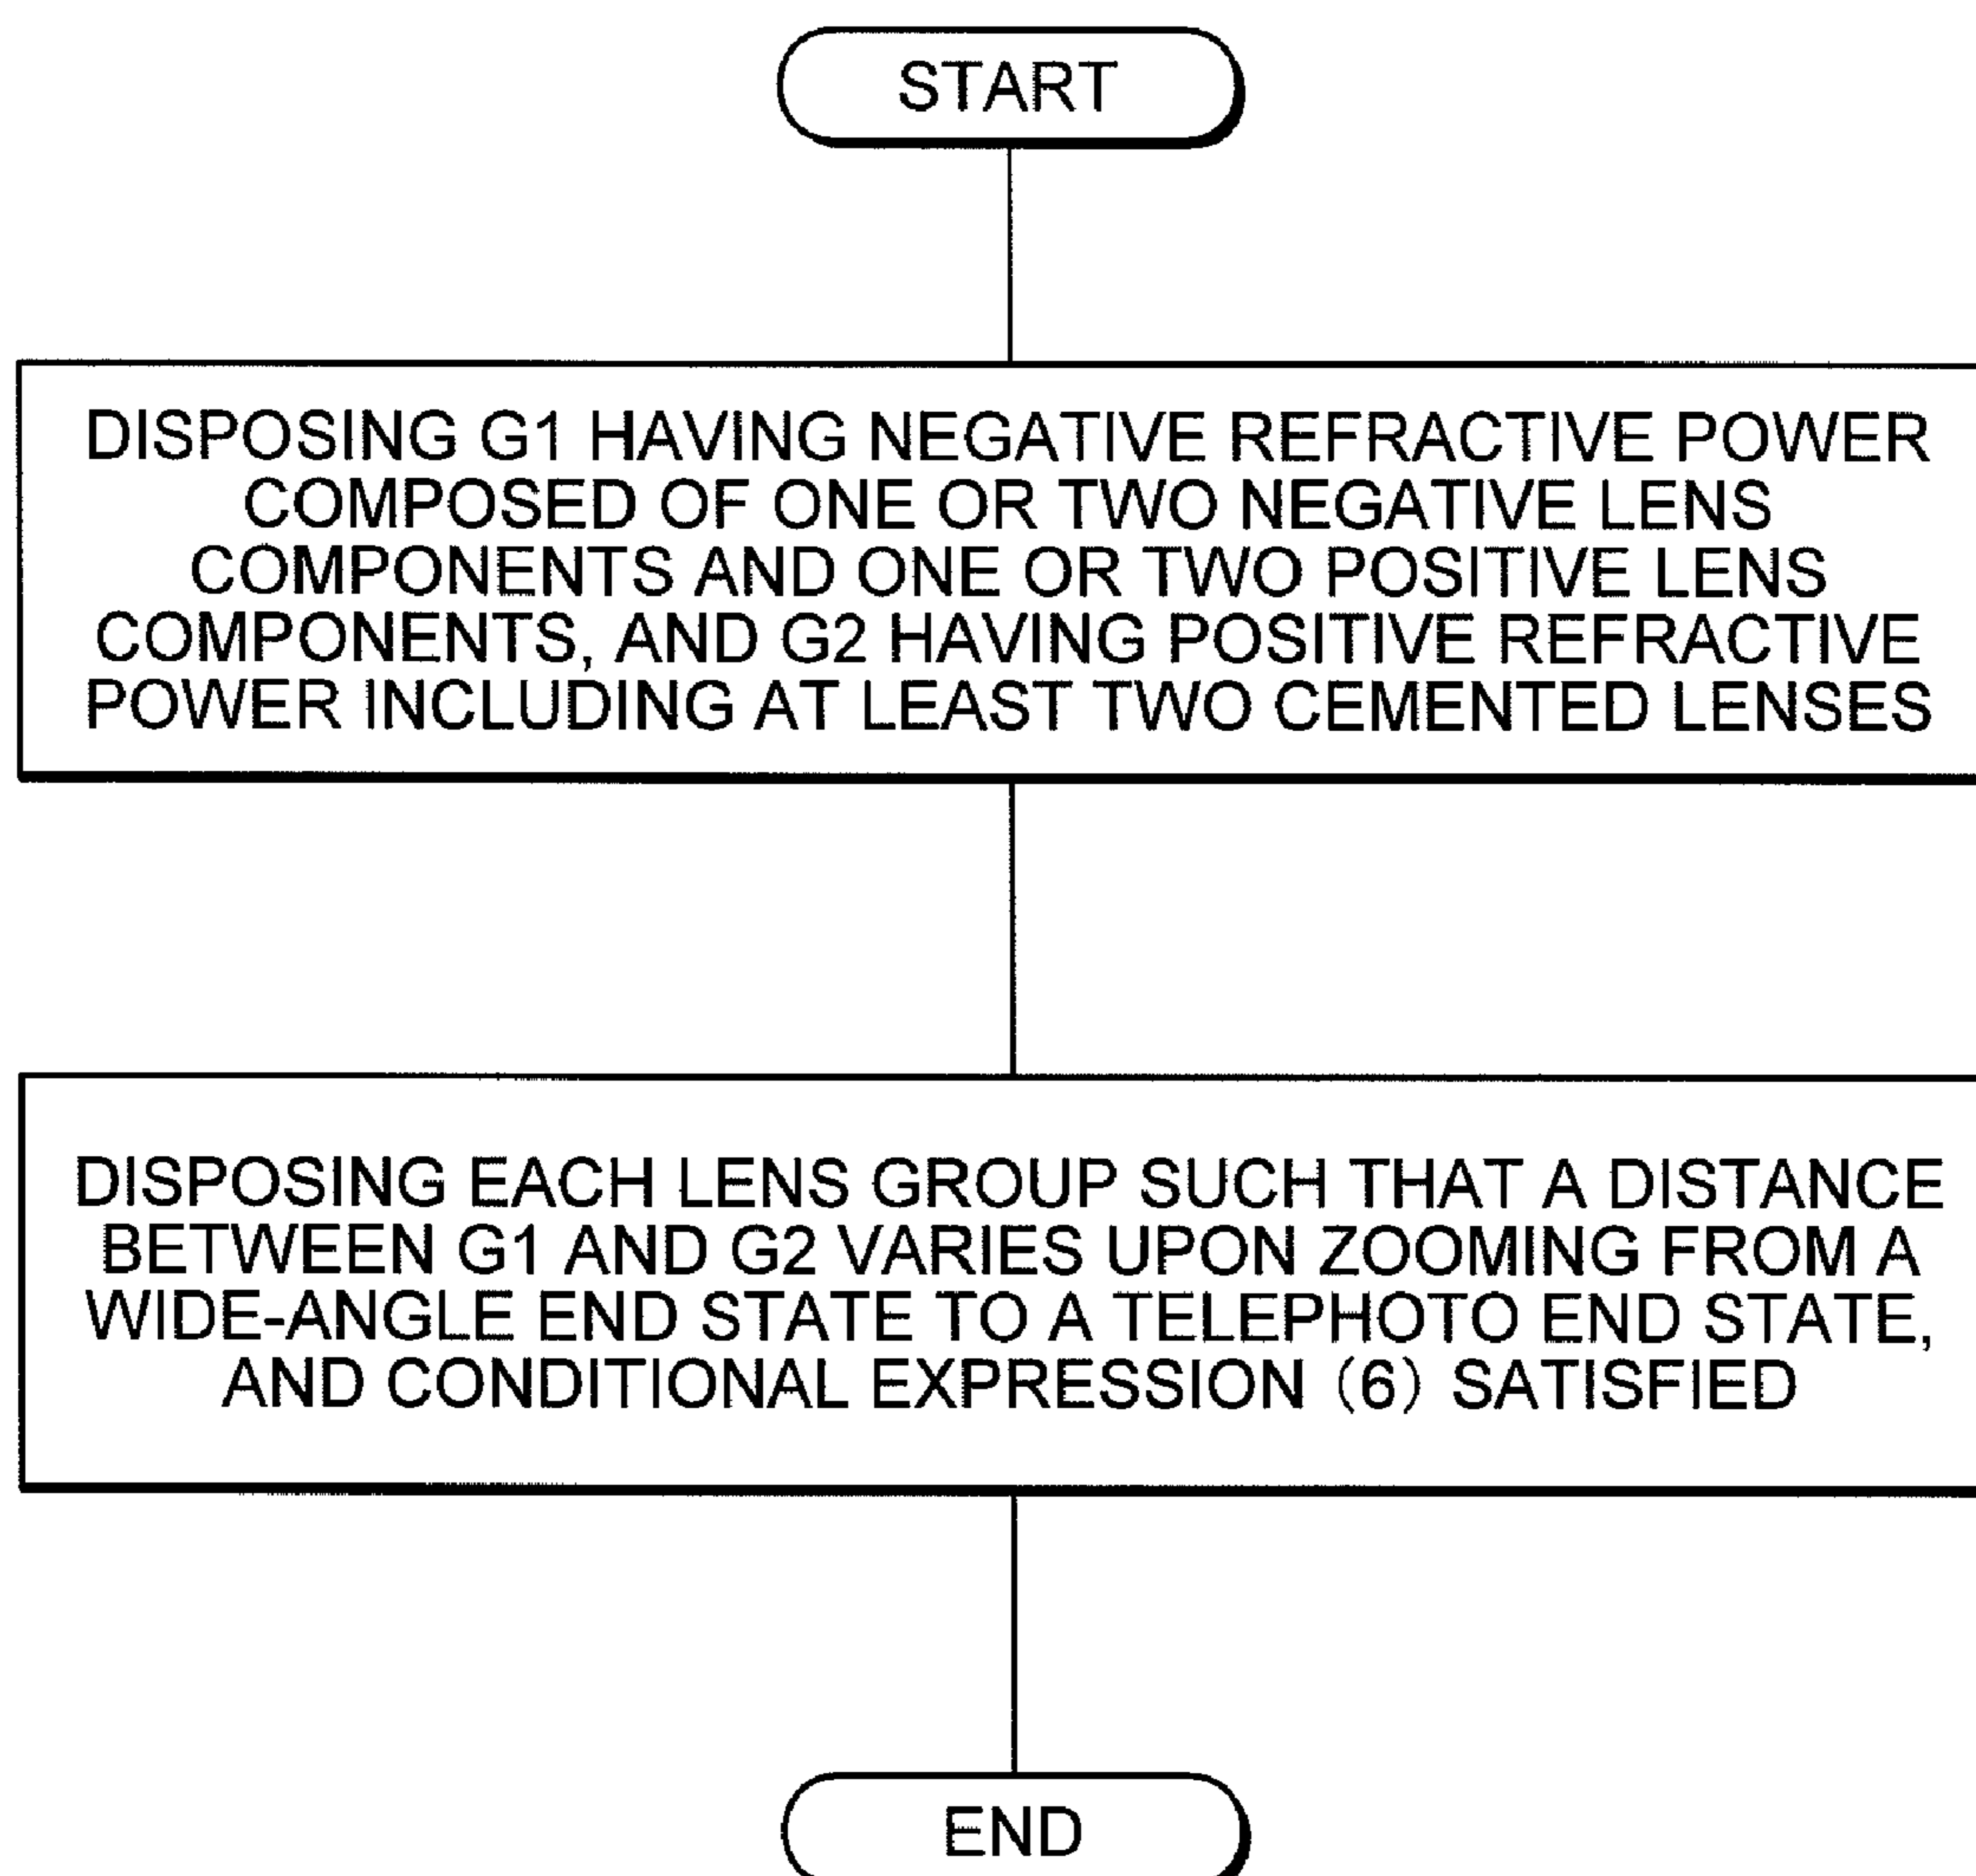 START
DISPOSING G1 HAVING NEGATIVE REFRACTIVE POWER
COMPOSED OF ONE OR TWO NEGATIVE LENS
COMPONENTS AND ONE OR TWO POSITIVE LENS
COMPONENTS, AND G2 HAVING POSITIVE REFRACTIVE
POWER INCLUDING AT LEAST TWO CEMENTED LENSES
DISPOSING EACH LENS GROUP SUCH THAT A DISTANCE
BETWEEN G1 AND G2 VARIES UPON ZOOMING FROM A
WIDE-ANGLE END STATE TO A TELEPHOTO END STATE,
AND CONDITIONAL EXPRESSION (6) SATISFIED
END